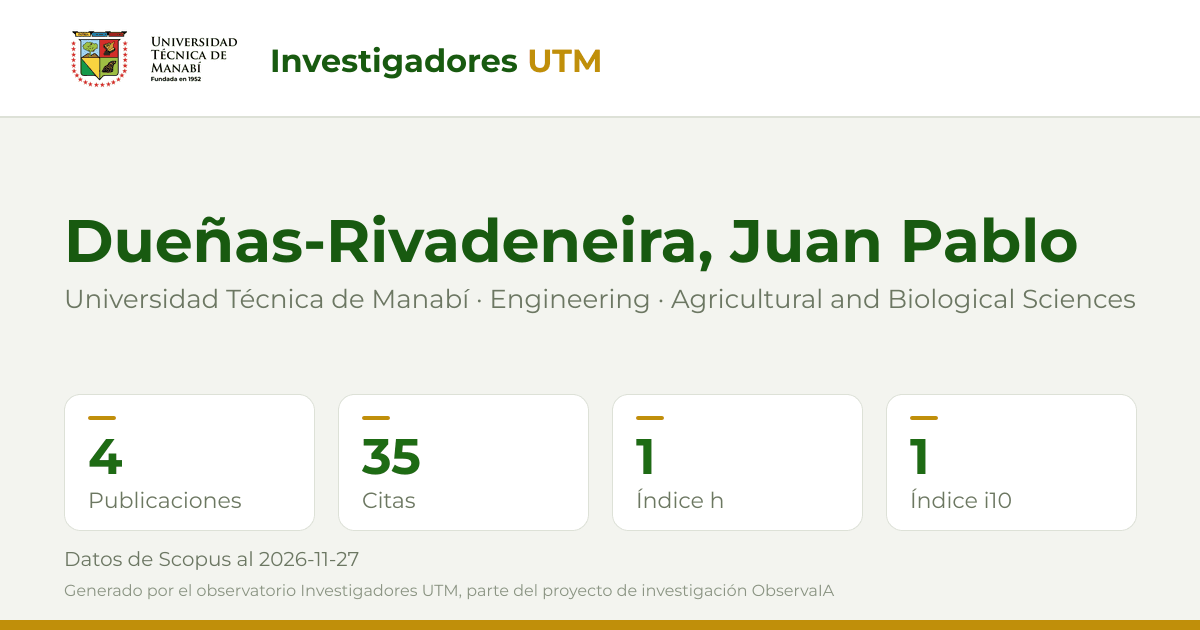 UNIVERSIDAD
TÉCNICA DE
MANABÍ
Fundada en 1952
Investigadores UTM
Dueñas-Rivadeneira, Juan Pablo
Universidad Técnica de Manabí · Engineering · Agricultural and Biological Sciences
4
Publicaciones
35
Citas
1
Índice h
1
Índice i10
Datos de Scopus al 2026-11-27
Generado por el observatorio Investigadores UTM, parte del proyecto de investigación ObservaIA